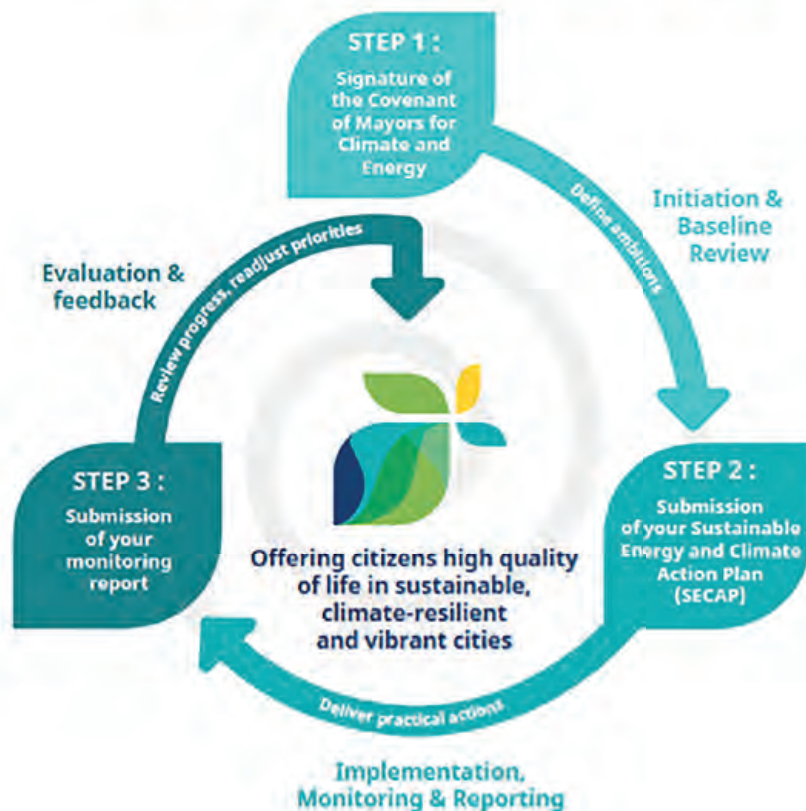 STEP 1 :
Signature of
the Covenant
of Mayors for
Climate and
Energy
Define ambitions
Initiation &
Baseline
Review
STEP 2 :
Submission
of your Sustainable
Energy and Climate
Action Plan
(SECAP)
Deliver practical actions
Implementation,
Monitoring & Reporting
STEP 3 :
Submission
of your
monitoring
report
Review progress, readjust priorities
Evaluation &
feedback
Offering citizens high quality
of life in sustainable,
climate-resilient
and vibrant cities